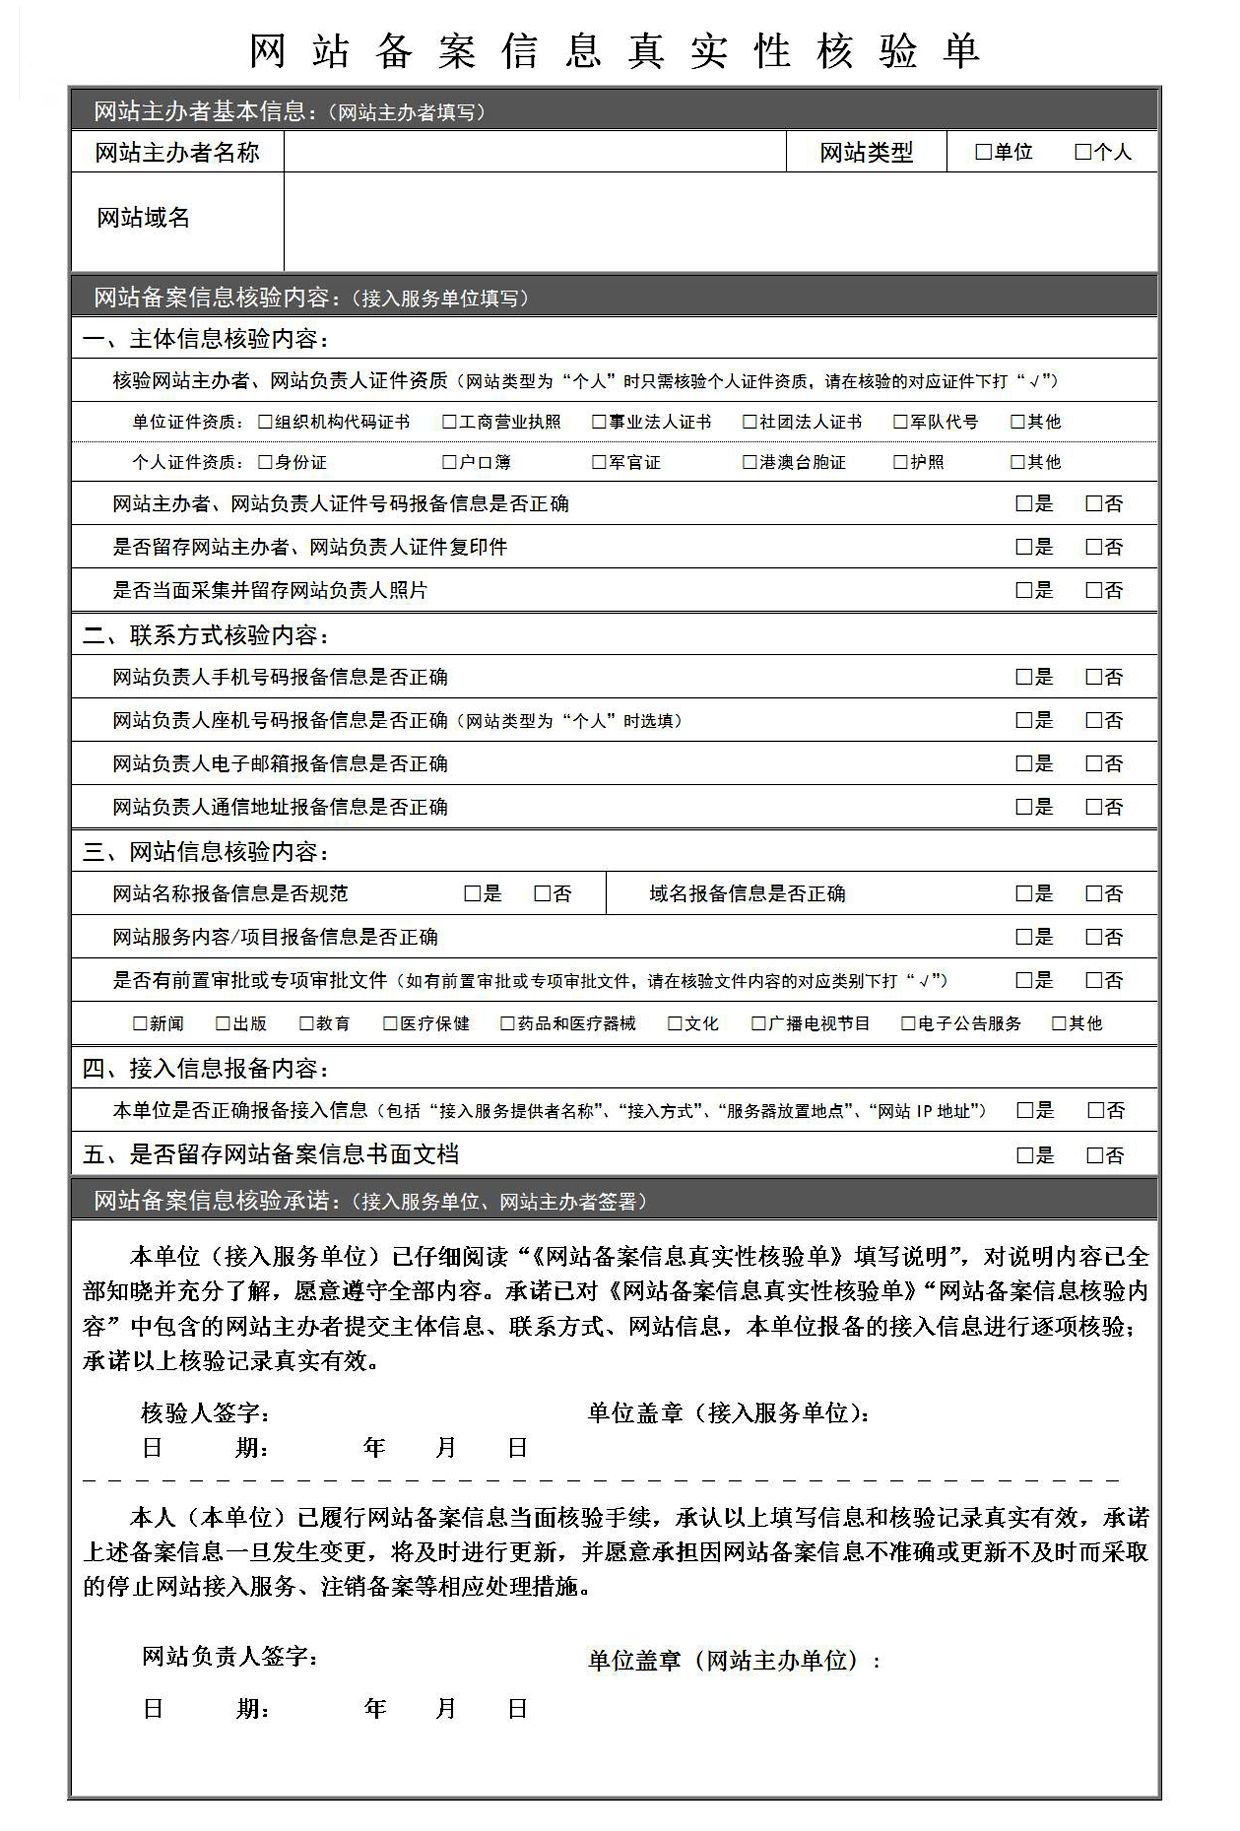 网站备案信息真实性核验单
网站主办者基本信息：（网站主办者填写）
网站主办者名称 网站类型 □单位 □个人
网站域名
网站备案信息核验内容：（接入服务单位填写）
一、主体信息核验内容：
核验网站主办者、网站负责人证件资质（网站类型为“个人”时只需核验个人证件资质，请在核验的对应证件下打“√”）
单位证件资质： □组织机构代码证书 □工商营业执照 □事业法人证书 □社团法人证书 □军队代号 □其他
个人证件资质： □身份证 □户口簿 □军官证 □港澳台胞证 □护照 □其他
网站主办者、网站负责人证件号码报备信息是否正确 □是 □否
是否留存网站主办者、网站负责人证件复印件 □是 □否
是否当面采集并留存网站负责人照片 □是 □否
二、联系方式核验内容：
网站负责人手机号码报备信息是否正确 □是 □否
网站负责人座机号码报备信息是否正确（网站类型为“个人”时选填） □是 □否
网站负责人电子邮箱报备信息是否正确 □是 □否
网站负责人通信地址报备信息是否正确 □是 □否
三、网站信息核验内容：
网站名称报备信息是否规范 □是 □否 域名报备信息是否正确 □是 □否
网站服务内容/项目报备信息是否正确 □是 □否
是否有前置审批或专项审批文件（如有前置审批或专项审批文件，请在核验文件内容的对应类别下打“√”） □是 □否
□新闻 □出版 □教育 □医疗保健 □药品和医疗器械 □文化 □广播电视节目 □电子公告服务 □其他
四、接入信息报备内容：
本单位是否正确报备接入信息（包括“接入服务提供者名称”、“接入方式”、“服务器放置地点”、“网站 IP 地址”） □是 □否
五、是否留存网站备案信息书面文档 □是 □否
网站备案信息核验承诺：（接入服务单位、网站主办者签署）
本单位（接入服务单位）已仔细阅读“《网站备案信息真实性核验单》填写说明”，对说明内容已全
部知晓并充分了解，愿意遵守全部内容。承诺已对《网站备案信息真实性核验单》“网站备案信息核验内
容”中包含的网站主办者提交主体信息、联系方式、网站信息，本单位报备的接入信息进行逐项核验；
承诺以上核验记录真实有效。
核验人签字： 单位盖章（接入服务单位）：
日 期： 年 月 日
本人（本单位）已履行网站备案信息当面核验手续，承认以上填写信息和核验记录真实有效，承诺
上述备案信息一旦发生变更，将及时进行更新，并愿意承担因网站备案信息不准确或更新不及时而采取
的停止网站接入服务、注销备案等相应处理措施。
网站负责人签字： 单位盖章（网站主办单位）：
日 期： 年 月 日